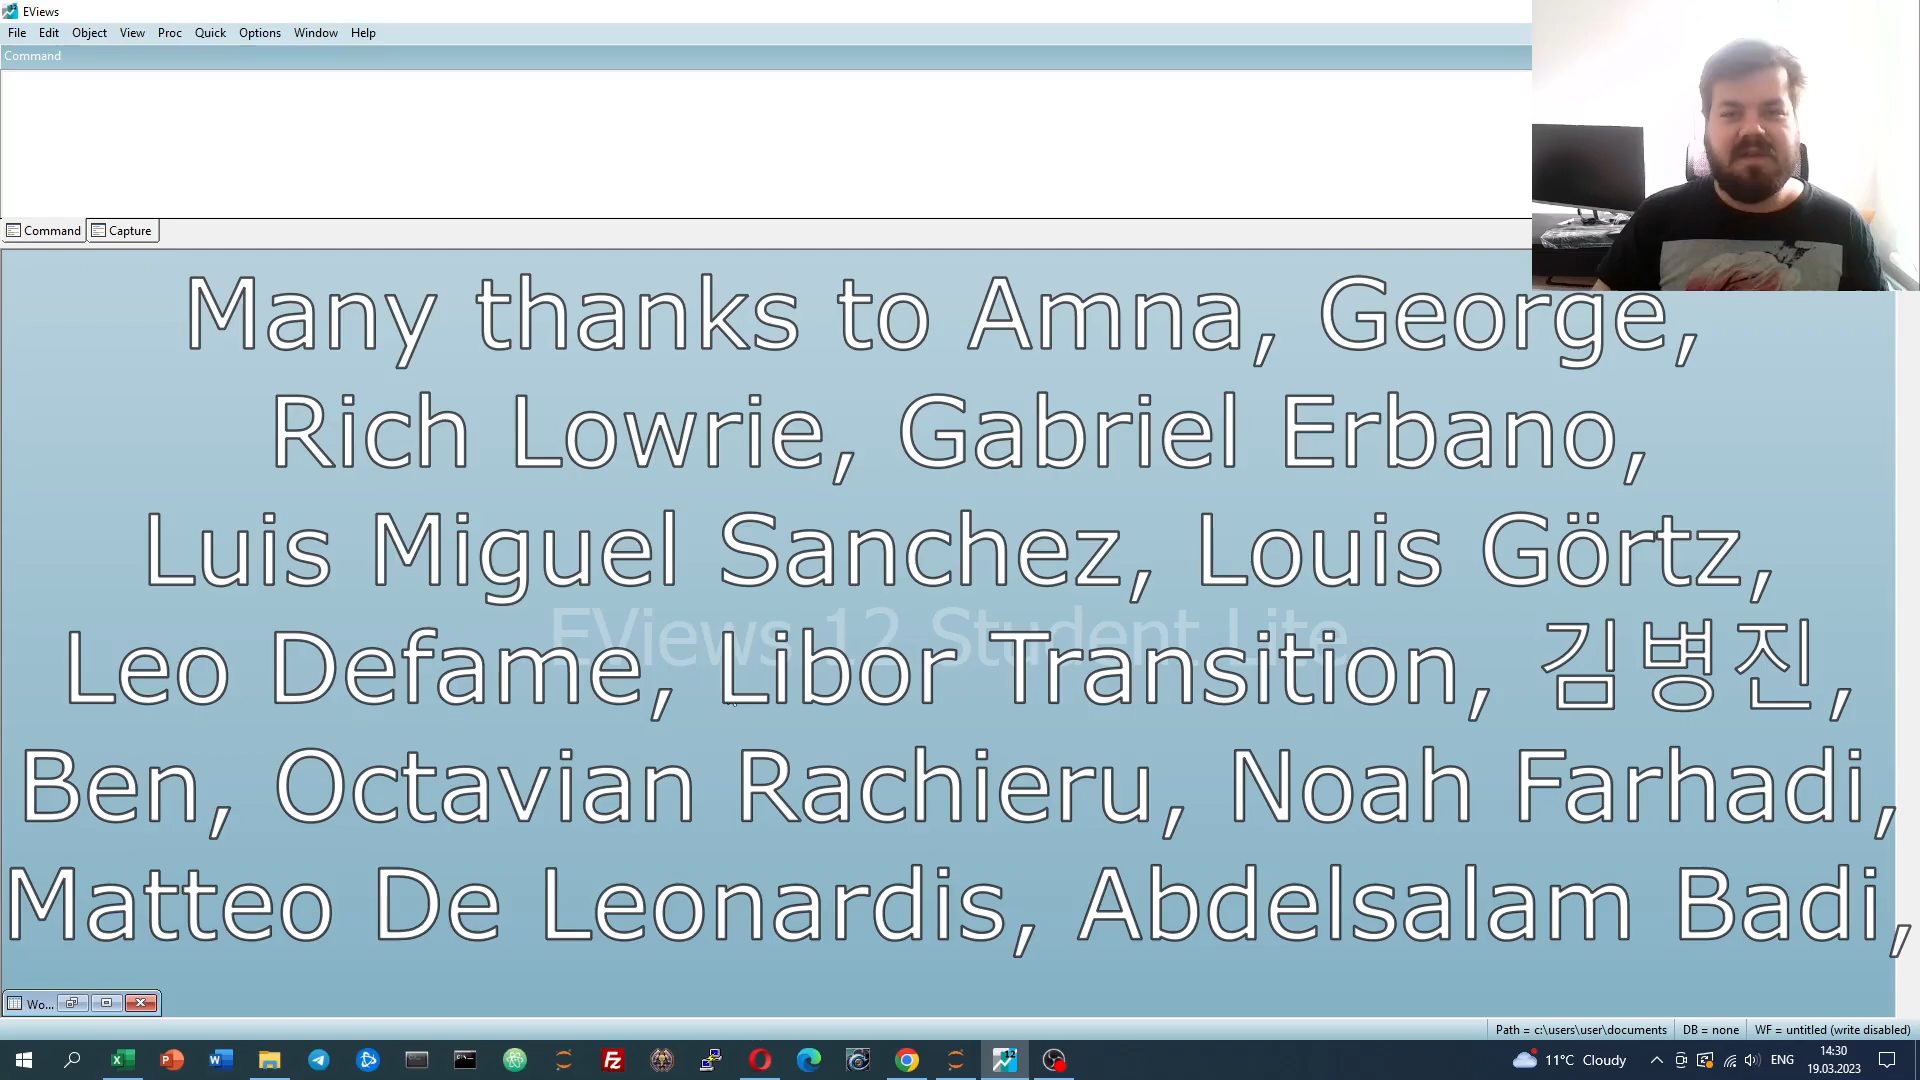 EViews
File Edit Object View Proc Quick Options Window Help
Command
Command Capture
Many thanks to Amna, George,
Rich Lowrie, Gabriel Erbano,
Luis Miguel Sanchez, Louis Görtz,
EViews 12 Student Lite
Leo Defame, Libor Transition, 김병진,
Ben, Octavian Rachieru, Noah Farhadi,
Matteo De Leonardis, Abdelsalam Badi,
Wo...
Path = c:\users\user\documents DB = none WF = untitled (write disabled)
11°C Cloudy ENG 14:30
19.03.2023